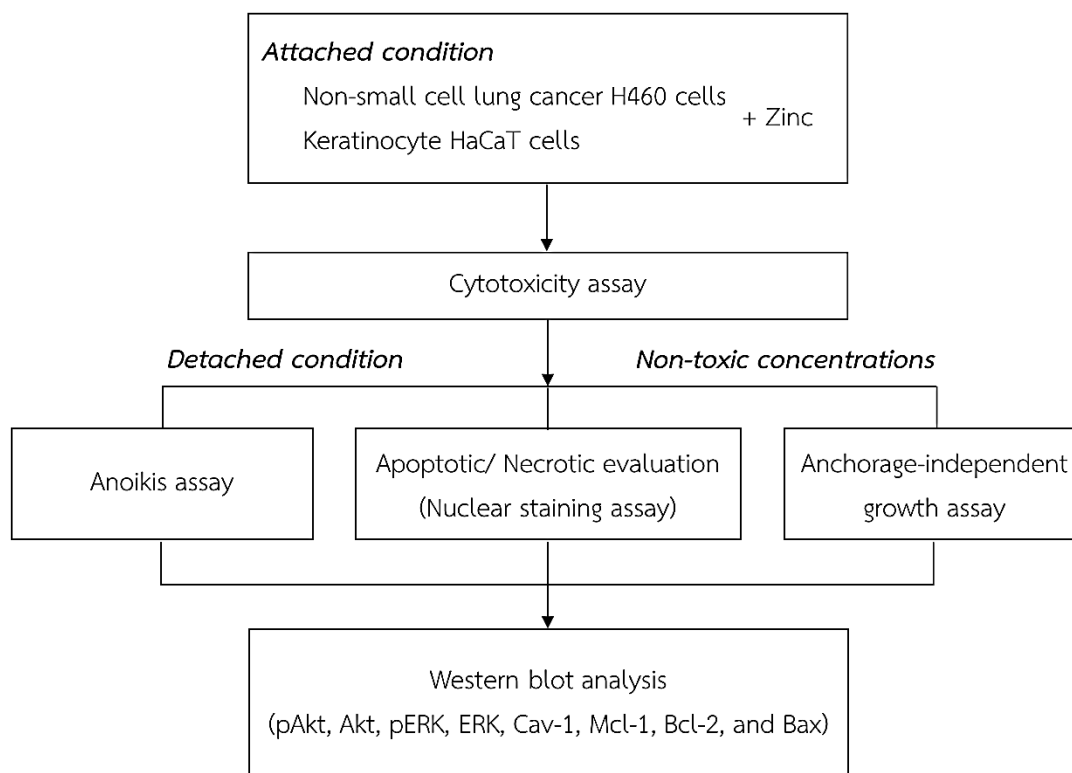 Attached condition
Non-small cell lung cancer H460 cells
+ Zinc
Keratinocyte HaCaT cells
Cytotoxicity assay
Detached condition
Non-toxic concentrations
Anoikis assay
Apoptotic/ Necrotic evaluation
(Nuclear staining assay)
Anchorage-independent
growth assay
Western blot analysis
(pAkt, Akt, pERK, ERK, Cav-1, Mcl-1, Bcl-2, and Bax)